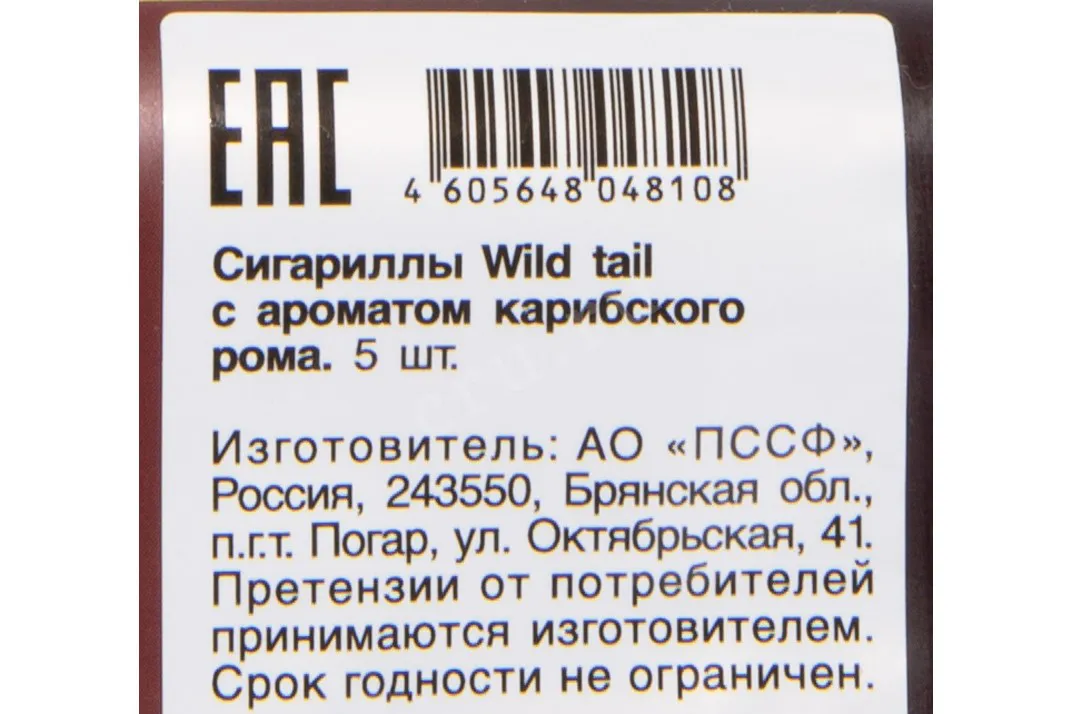 ЕАС
4 605648 048108
Сигариллы Wild tail
с ароматом карибского
рома. 5 шт.
Изготовитель: АО «ПССФ»,
Россия, 243550, Брянская обл.,
п.г.т. Погар, ул. Октябрьская, 41.
Претензии от потребителей
принимаются изготовителем.
Срок годности не ограничен.